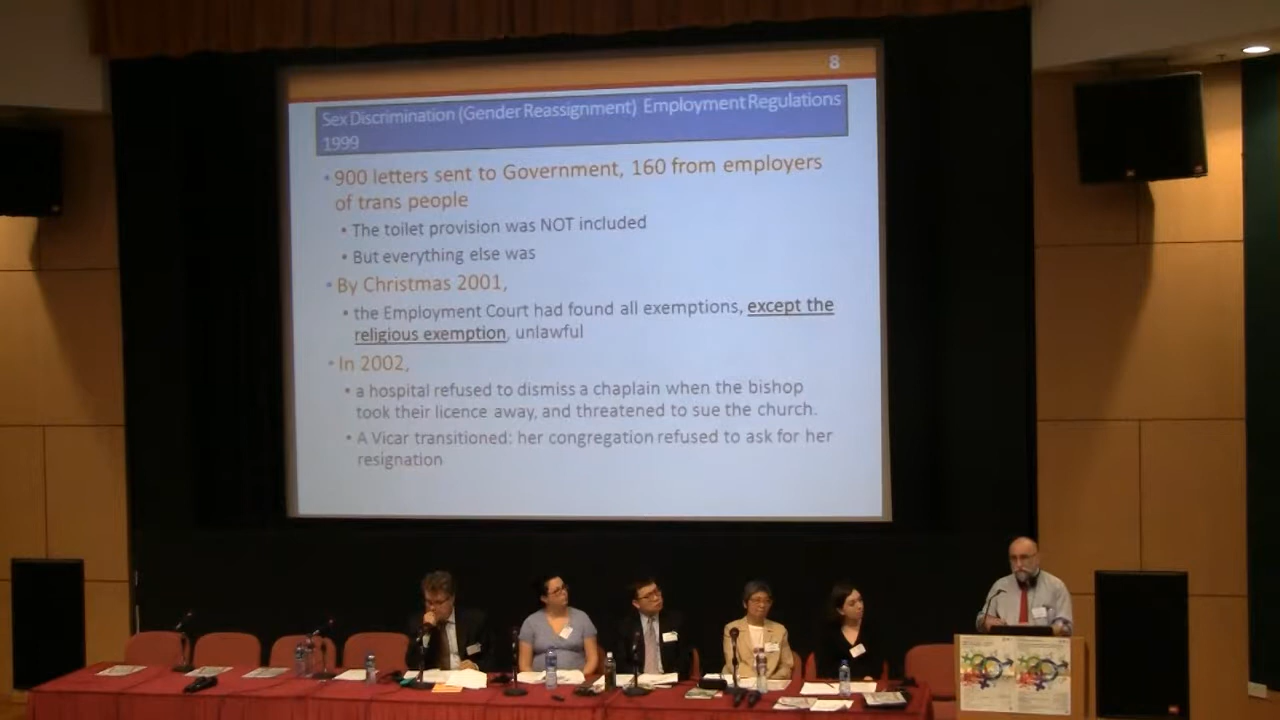 8
Sex Discrimination (Gender Reassignment) Employment Regulations
1999
• 900 letters sent to Government, 160 from employers
of trans people
• The toilet provision was NOT included
• But everything else was
• By Christmas 2001,
• the Employment Court had found all exemptions, except the
religious exemption, unlawful
• In 2002,
• a hospital refused to dismiss a chaplain when the bishop
took their licence away, and threatened to sue the church.
• A Vicar transitioned: her congregation refused to ask for her
resignation